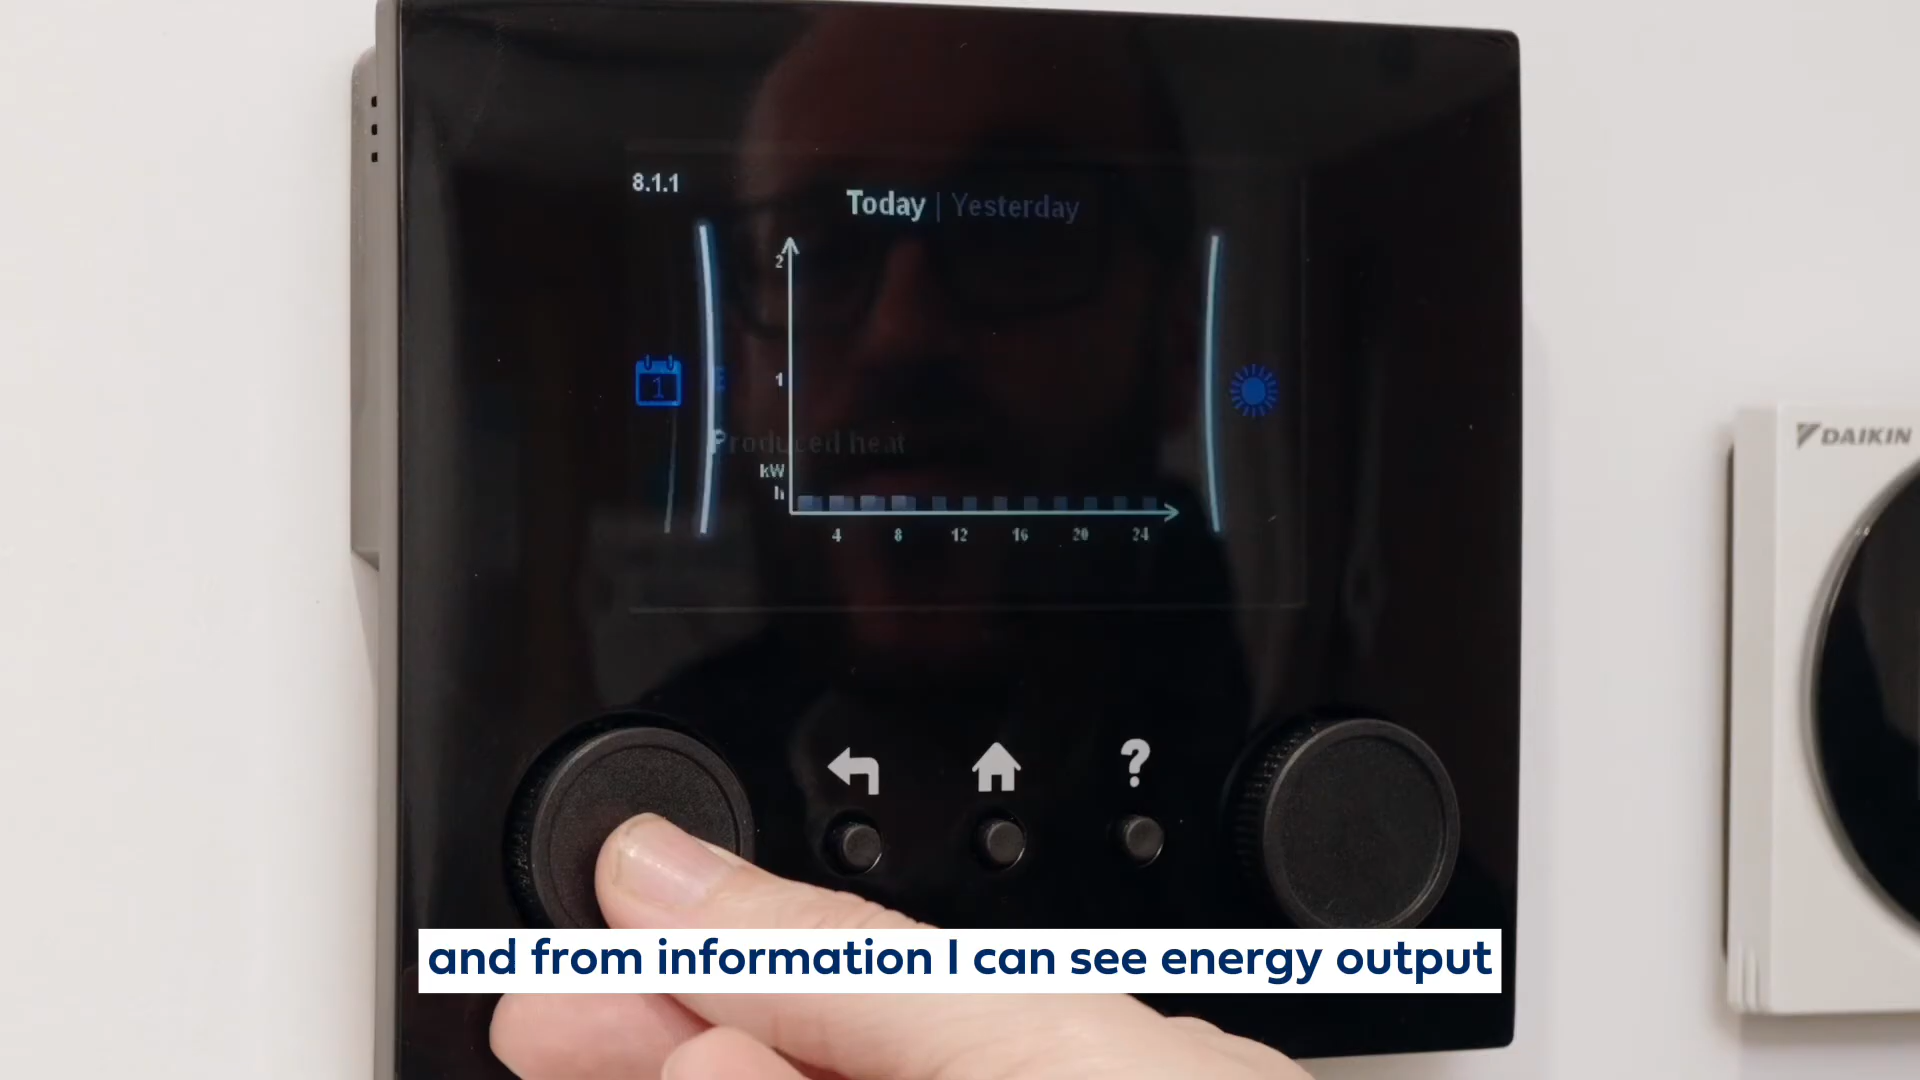 8.1.1
Today | Yesterday
2
1
1
Produced heat
kW
h
4 8 12 16 20 24
DAIKIN
?
and from information I can see energy output